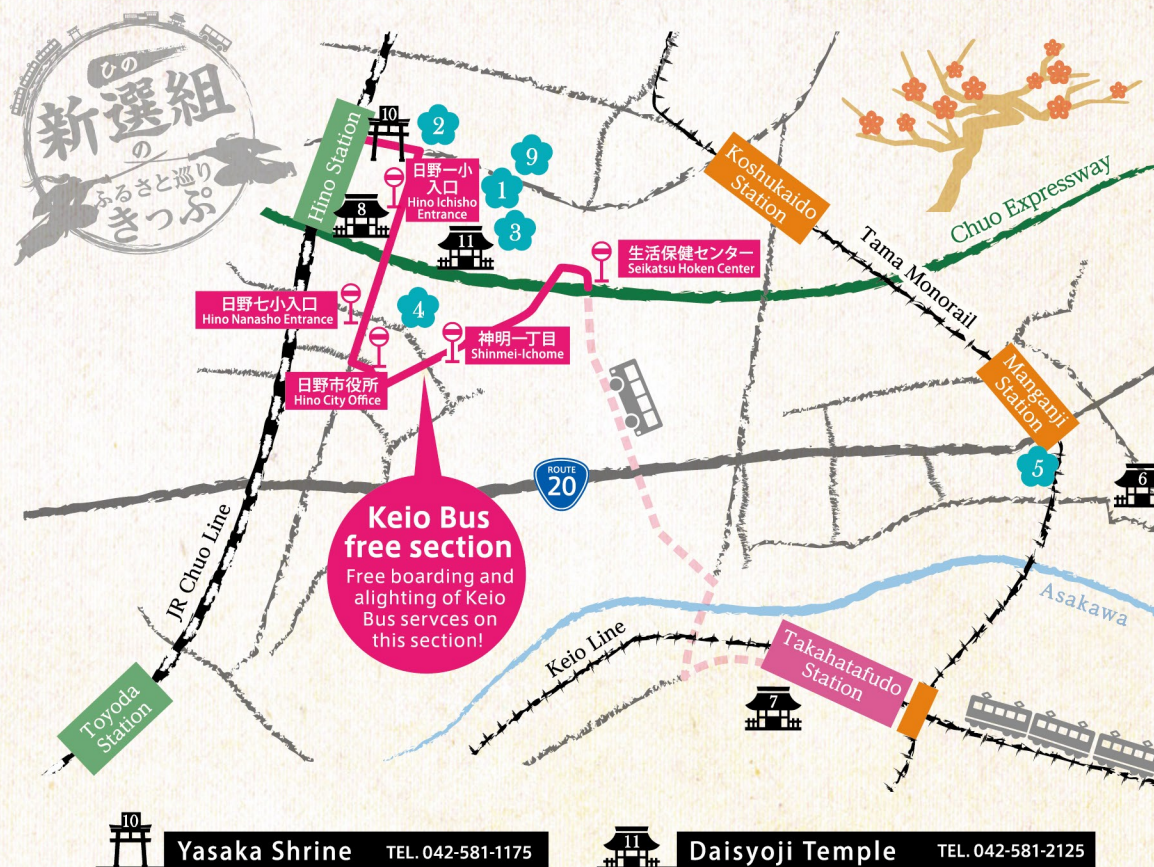 ひの
新選組
の
ふるさと巡り
きっぷ
Hino Station
10
2
9
日野一小
入口
Hino Ichisho
Entrance
1
8
11
3
Koshukaido
Station
Chuo Expressway
Tama Monorail
生活保健センター
Seikatsu Hoken Center
日野七小入口
Hino Nanasho Entrance
4
神明一丁目
Shinmei-Ichome
日野市役所
Hino City Office
Manganji
Station
5
6
ROUTE
20
Keio Bus
free section
Free boarding and
alighting of Keio
Bus servces on
this section!
JR Chuo Line
Asakawa
Keio Line
Takahatafudo
Station
7
Toyoda
Station
10
Yasaka Shrine TEL. 042-581-1175
11
Daisyoji Temple TEL. 042-581-2125